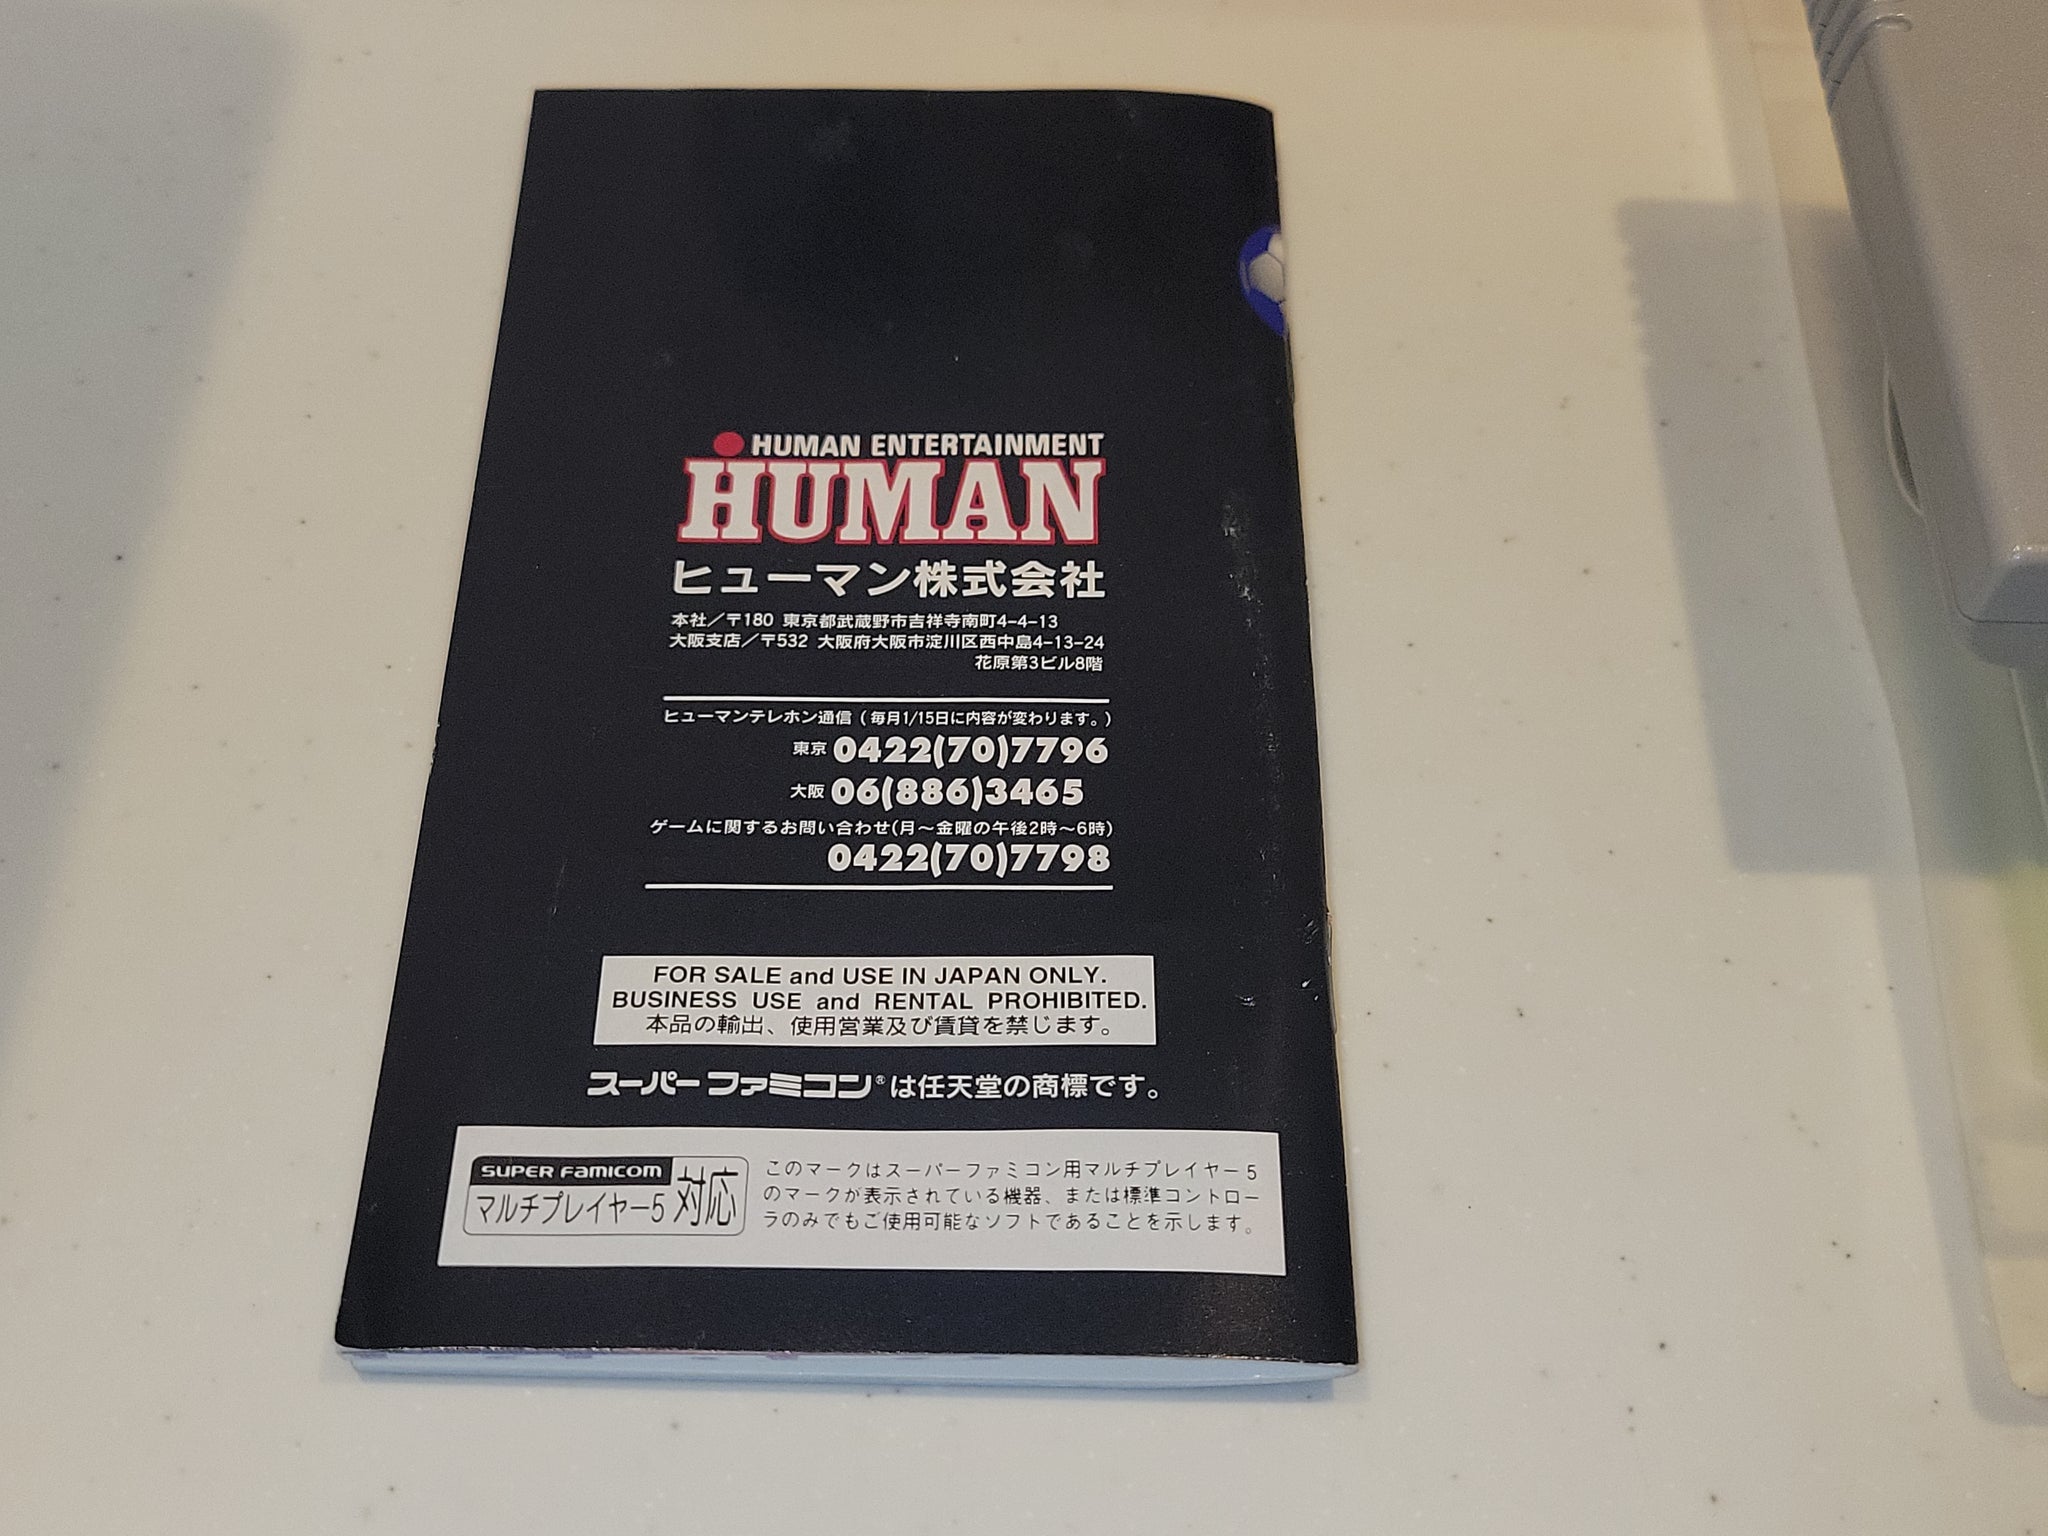 HUMAN ENTERTAINMENT
HUMAN
ヒューマン株式会社
本社／〒180 東京都武蔵野市吉祥寺南町4-4-13
大阪支店／〒532 大阪府大阪市淀川区西中島4-13-24
花原第3ビル8階
ヒューマンテレホン通信（毎月1/15日に内容が変わります。）
東京 0422(70)7796
大阪 06(886)3465
ゲームに関するお問い合わせ(月〜金曜の午後2時〜6時)
0422(70)7798
FOR SALE and USE IN JAPAN ONLY.
BUSINESS USE and RENTAL PROHIBITED.
本品の輸出、使用営業及び賃貸を禁じます。
スーパーファミコン®は任天堂の商標です。
SUPER FAMICOM
マルチプレイヤー5 対応
このマークはスーパーファミコン用マルチプレイヤー5
のマークが表示されている機器、または標準コントロー
ラのみでもご使用可能なソフトであることを示します。